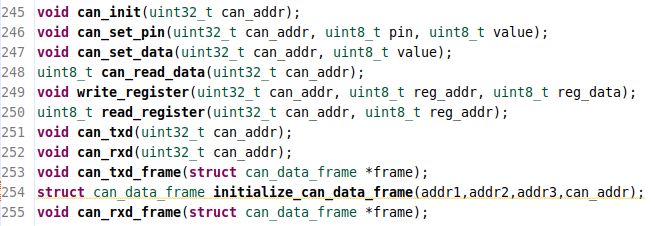 245 void can_init(uint32_t can_addr);
246 void can_set_pin(uint32_t can_addr, uint8_t pin, uint8_t value);
247 void can_set_data(uint32_t can_addr, uint8_t value);
248 uint8_t can_read_data(uint32_t can_addr);
249 void write_register(uint32_t can_addr, uint8_t reg_addr, uint8_t reg_data);
250 uint8_t read_register(uint32_t can_addr, uint8_t reg_addr);
251 void can_txd(uint32_t can_addr);
252 void can_rxd(uint32_t can_addr);
253 void can_txd_frame(struct can_data_frame *frame);
254 struct can_data_frame initialize_can_data_frame(addr1,addr2,addr3,can_addr);
255 void can_rxd_frame(struct can_data_frame *frame);